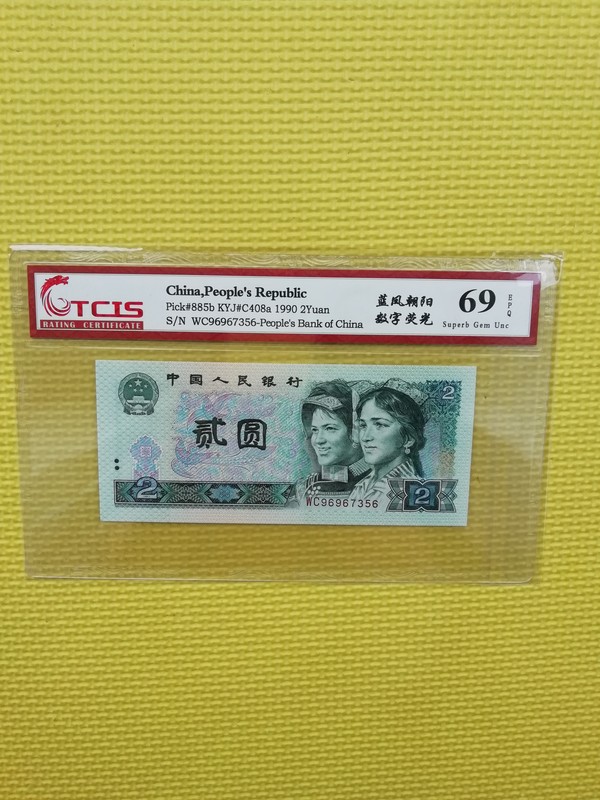 TCIS
RATING CERTIFICATE
China,People's Republic
Pick#885b KYJ#C408a 1990 2Yuan
S/N WC96967356-People's Bank of China
蓝凤朝阳
数字荧光
69
EPQ
Superb Gem Unc
中国人民银行
2
贰圆
2
2
WC96967356